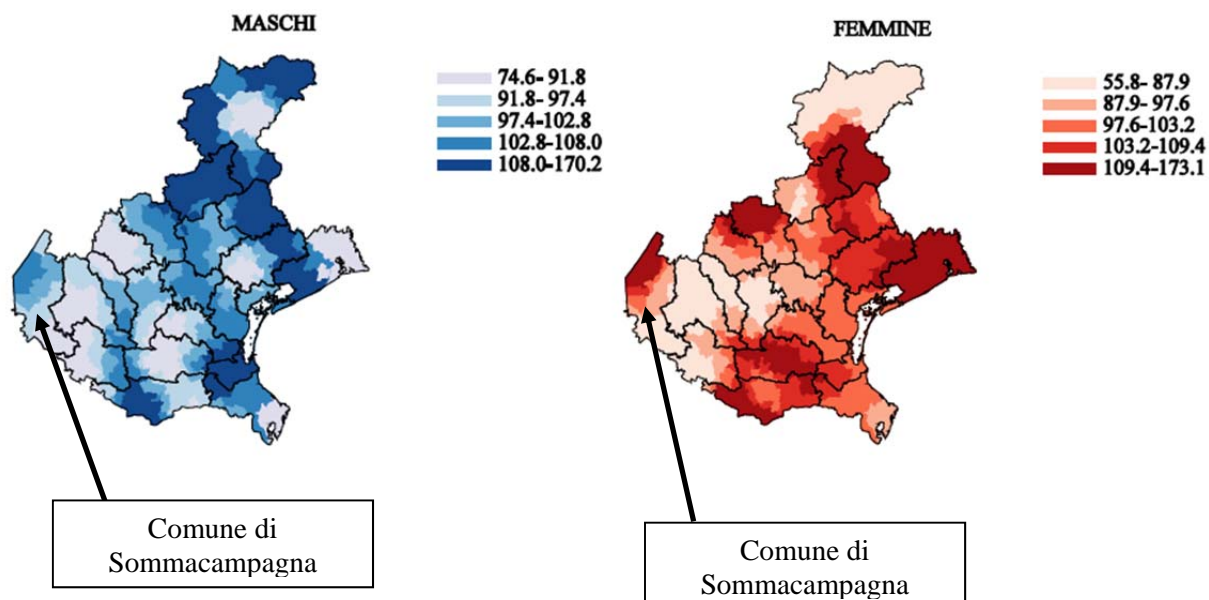 MASCHI
74.6- 91.8
91.8- 97.4
97.4-102.8
102.8-108.0
108.0-170.2
Comune di
Sommacampagna
FEMMINE
55.8- 87.9
87.9- 97.6
97.6-103.2
103.2-109.4
109.4-173.1
Comune di
Sommacampagna